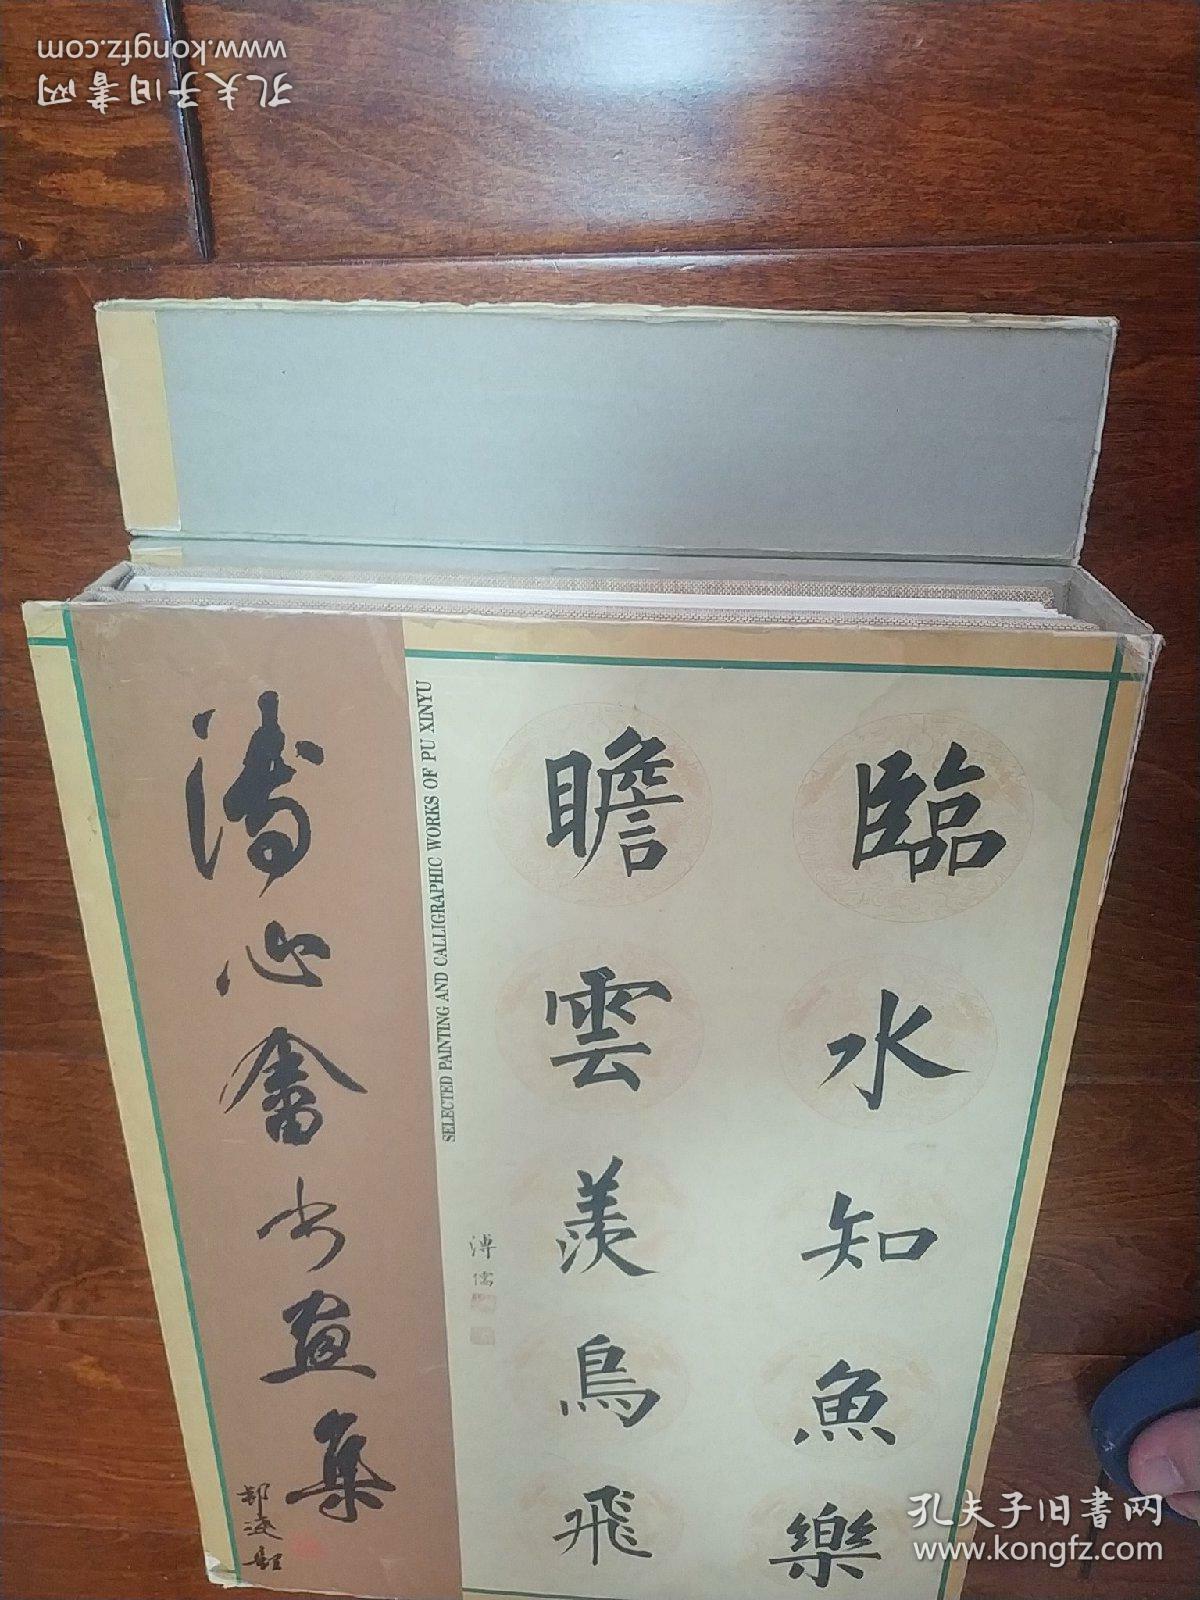 孔夫子旧书网
www.kongfz.com
溥心畬书画集
SELECTED PAINTING AND CALLIGRAPHIC WORKS OF PU XINYU
臨水知魚樂
瞻雲羨鳥飛
溥儒
孔夫子旧书网
www.kongfz.com